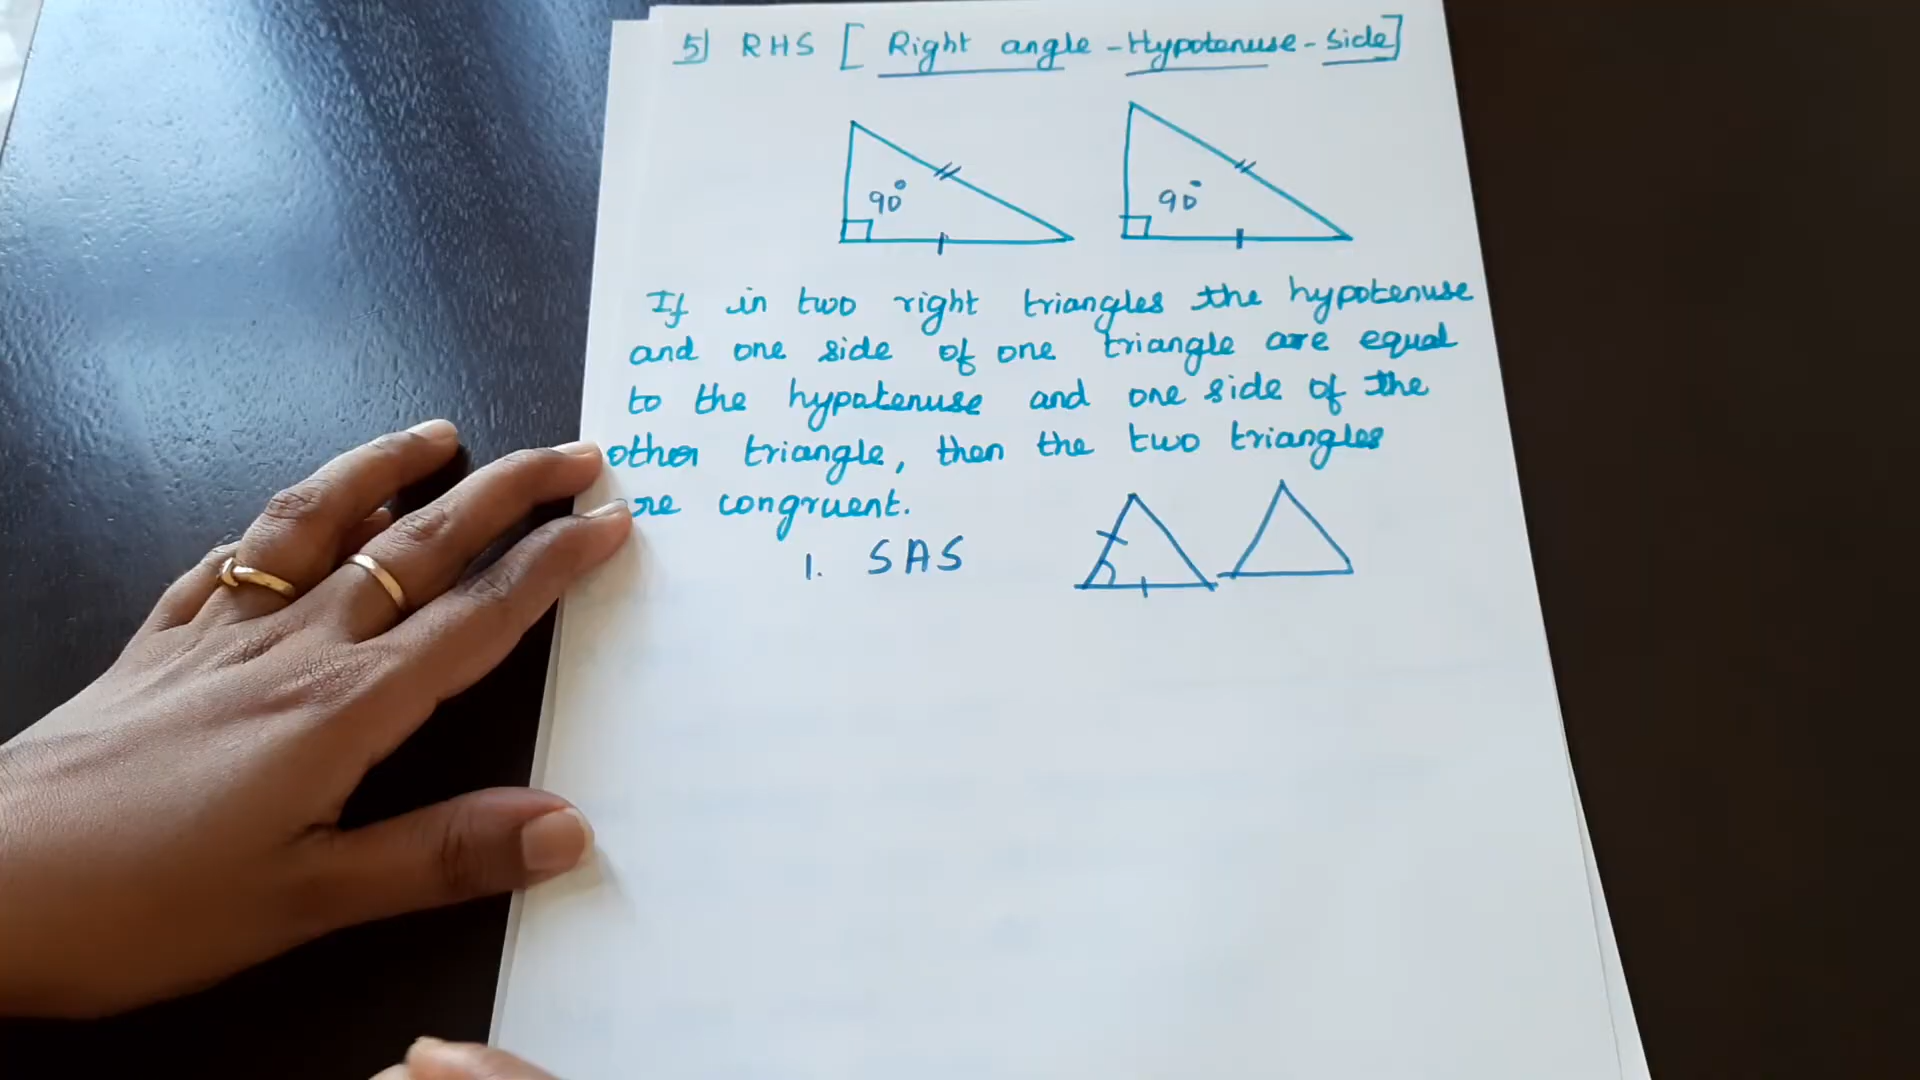 5) RHS [Right angle - Hypotenuse - Side]
90° 90°
If in two right triangles the hypotenuse
and one side of one triangle are equal
to the hypotenuse and one side of the
other triangle, then the two triangles
re congruent.
1. SAS